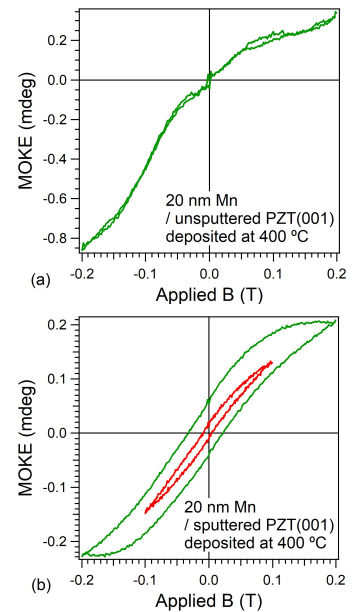 MOKE (mdeg)
0.2
0.0
-0.2
-0.4
-0.6
-0.8
20 nm Mn
/ unsputtered PZT(001)
deposited at 400 ºC
-0.2 -0.1 0.0 0.1 0.2
(a)
Applied B (T)
MOKE (mdeg)
0.2
0.1
0.0
-0.1
-0.2
20 nm Mn
/ sputtered PZT(001)
deposited at 400 ºC
-0.2 -0.1 0.0 0.1 0.2
(b)
Applied B (T)